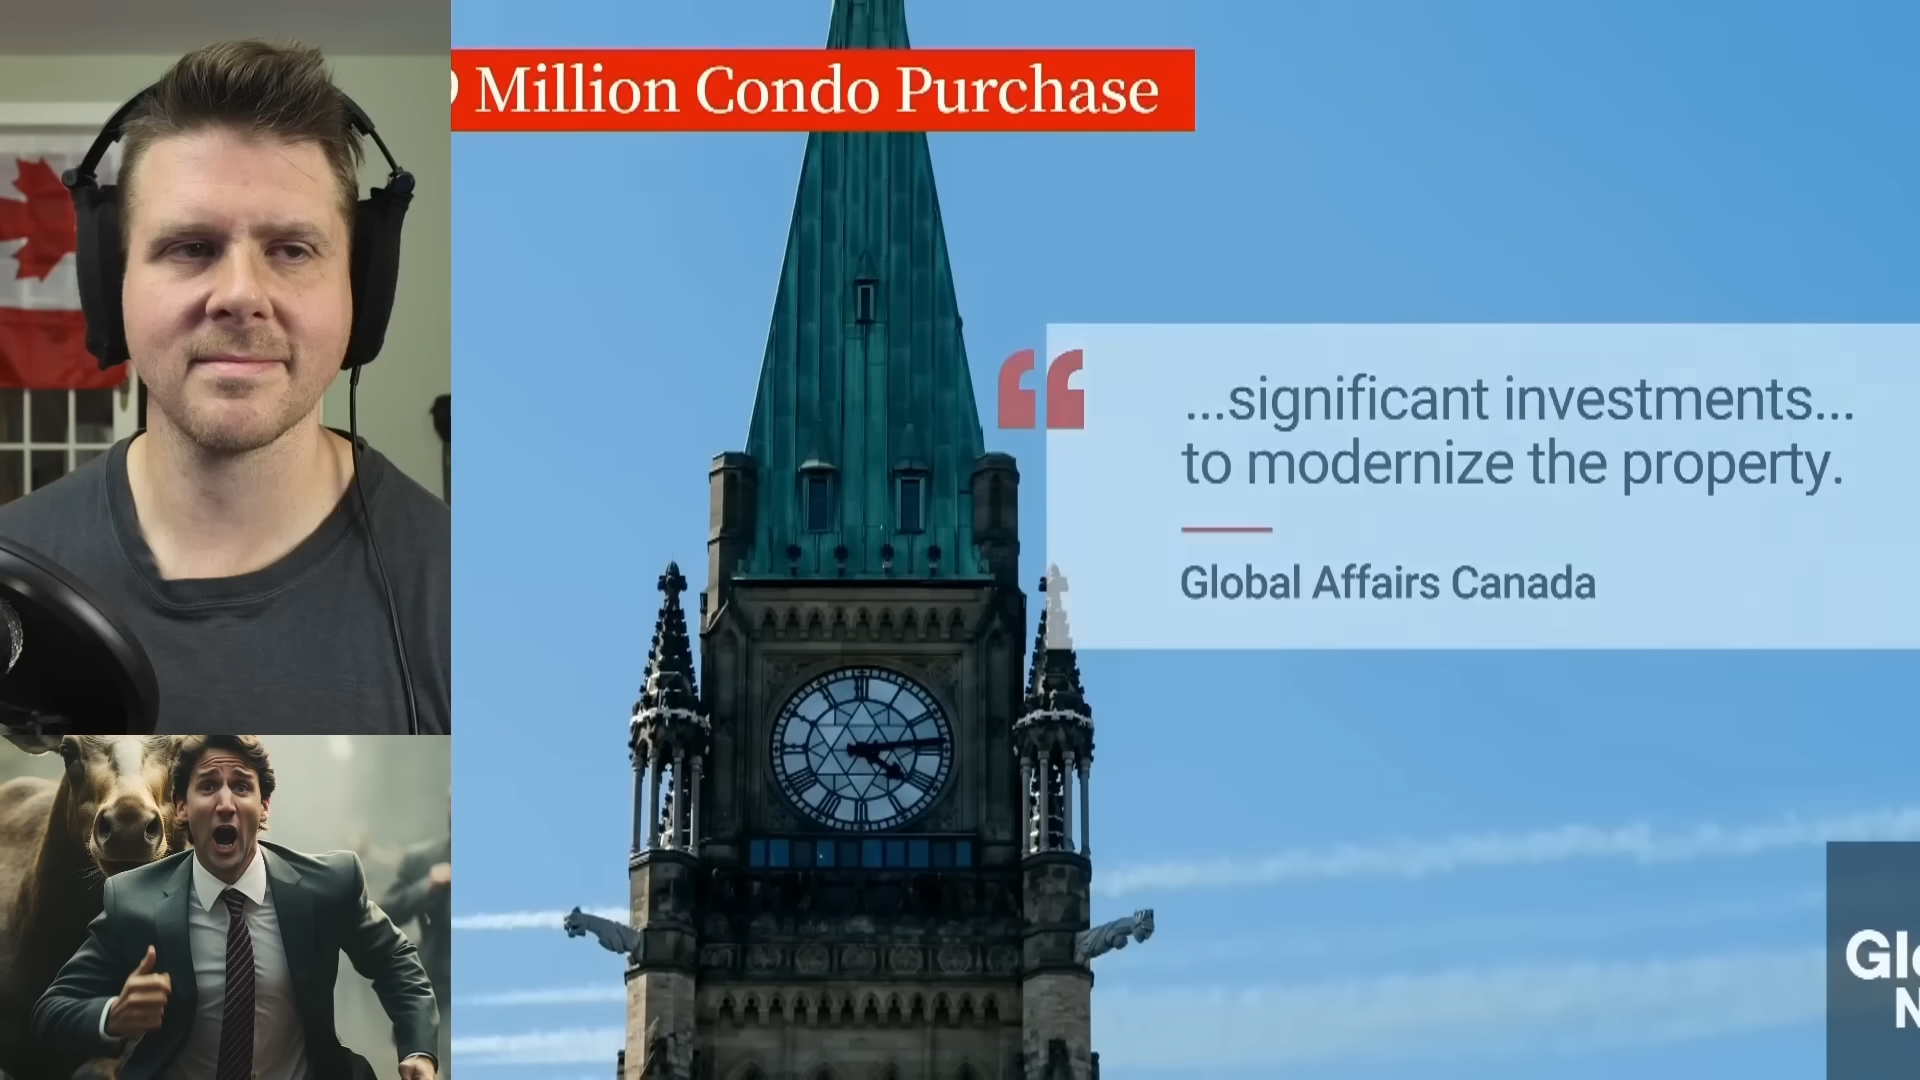 Million Condo Purchase
“
...significant investments...
to modernize the property.
Global Affairs Canada